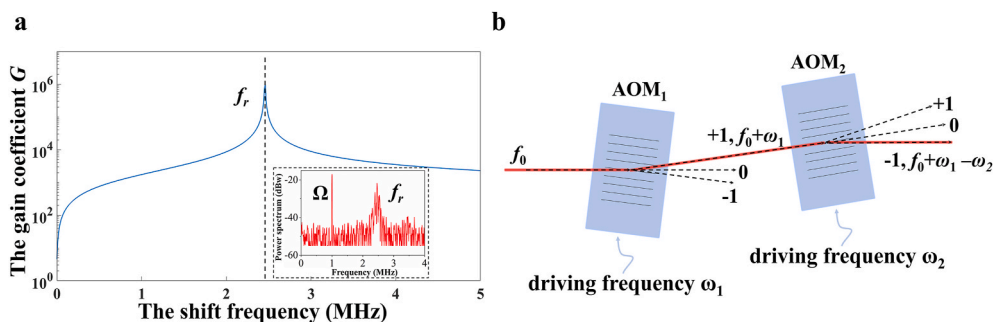 a
The gain coefficient G
10^6
10^4
10^2
10^0
f_r
0
1
2
3
4
5
The shift frequency (MHz)
Power spectrum (dBw)
-20
-40
-60
Ω
f_r
0
1
2
3
4
Frequency (MHz)
b
AOM_1
AOM_2
f_0
+1, f_0+ω_1
0
-1
+1
0
-1, f_0+ω_1 –ω_2
driving frequency ω_1
driving frequency ω_2